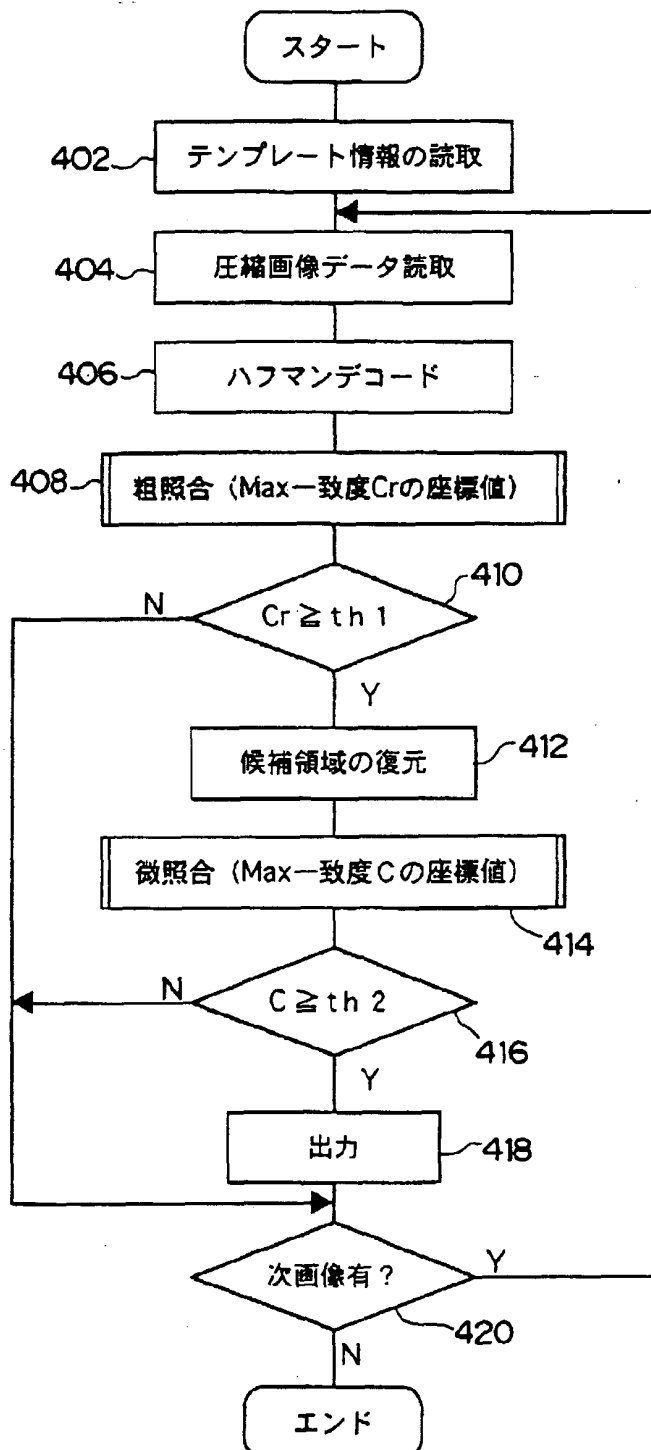 スタート
402
テンプレート情報の読取
404
圧縮画像データ読取
406
ハフマンデコード
408
粗照合（Max一致度Crの座標値）
410
Cr≧th1
N
Y
候補領域の復元
412
微照合（Max一致度Cの座標値）
414
N
C≧th2
416
Y
出力
418
次画像有？
Y
420
N
エンド